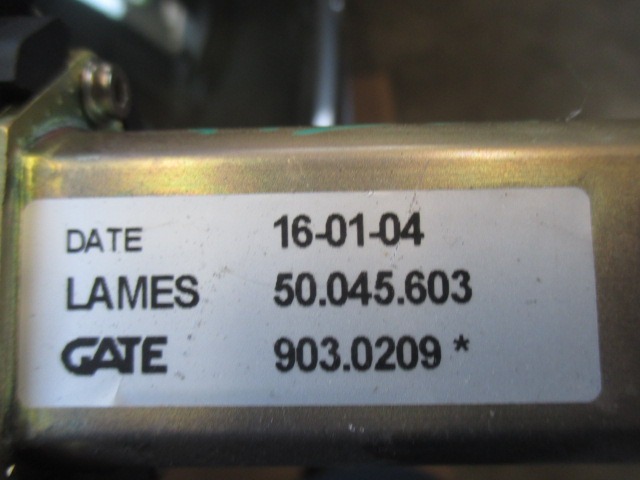 DATE 16-01-04
LAMES 50.045.603
GATE 903.0209 *